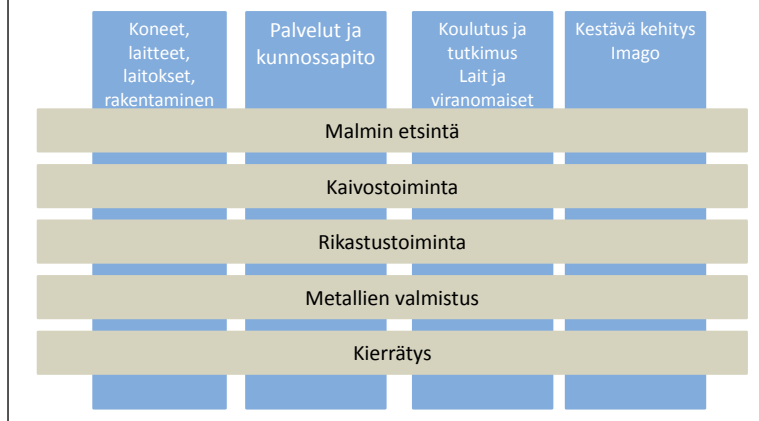 Koneet,
laitteet,
laitokset,
rakentaminen
Palvelut ja
kunnossapito
Koulutus ja
tutkimus
Lait ja
viranomaiset
Kestävä kehitys
Imago
Malmin etsintä
Kaivostoiminta
Rikastustoiminta
Metallien valmistus
Kierrätys